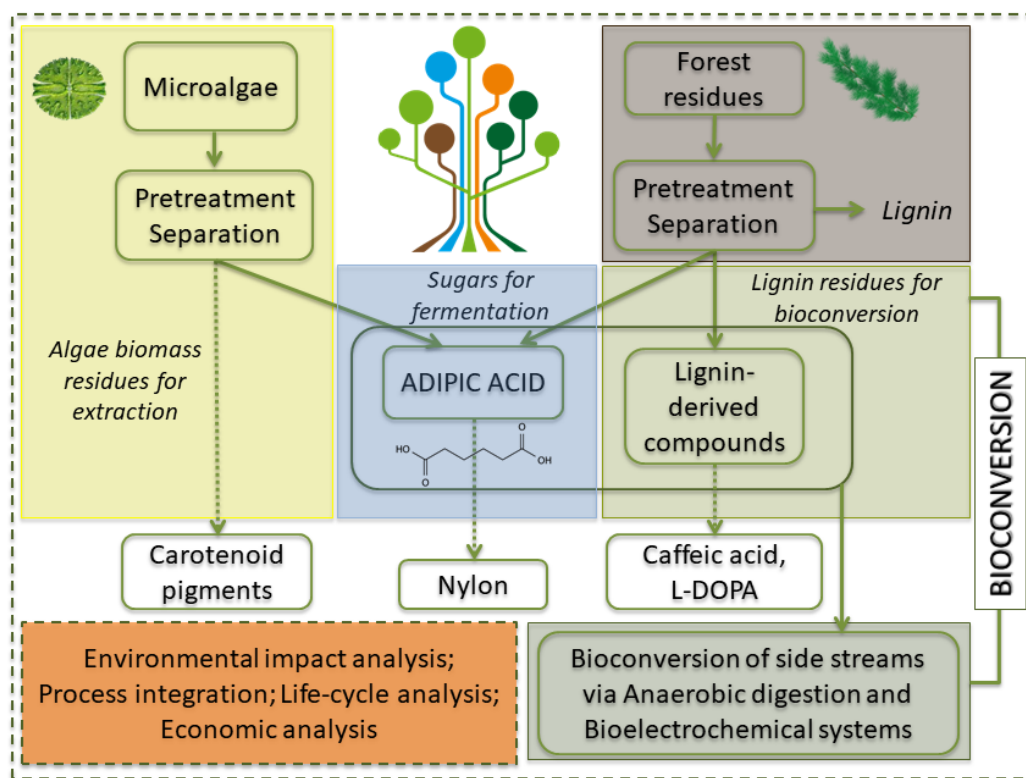 Microalgae
Forest
residues
Pretreatment
Separation
Pretreatment
Separation
Lignin
Sugars for
fermentation
Lignin residues for
bioconversion
Algae biomass
residues for
extraction
ADIPIC ACID
Lignin-
derived
compounds
HO
O
O
OH
BIOCONVERSION
Carotenoid
pigments
Nylon
Caffeic acid,
L-DOPA
Environmental impact analysis;
Process integration; Life-cycle analysis;
Economic analysis
Bioconversion of side streams
via Anaerobic digestion and
Bioelectrochemical systems